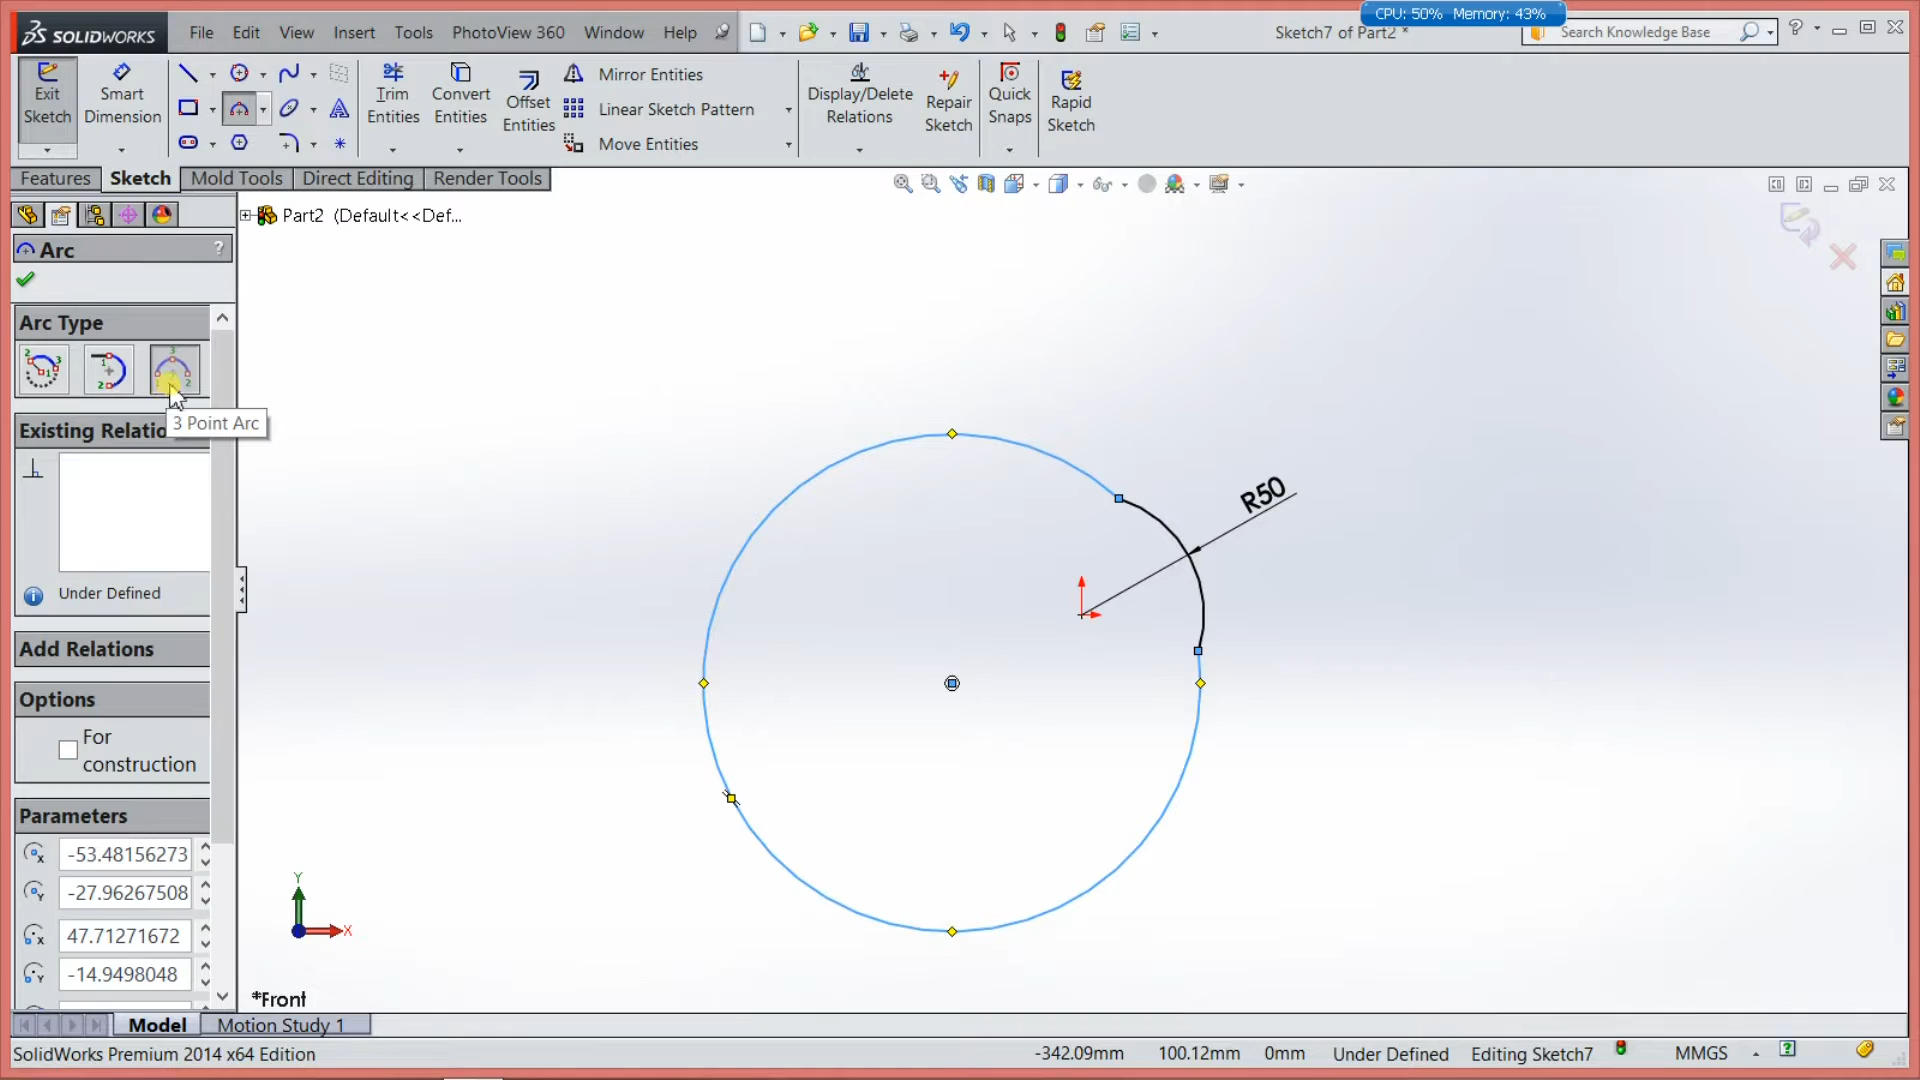 CPU: 50% Memory: 43%
SOLIDWORKS File Edit View Insert Tools PhotoView 360 Window Help Sketch7 of Part2 * Search Knowledge Base ?
Exit Sketch
Smart Dimension
Trim Entities
Convert Entities
Offset Entities
Mirror Entities
Linear Sketch Pattern
Move Entities
Display/Delete Relations
Repair Sketch
Quick Snaps
Rapid Sketch
Features Sketch Mold Tools Direct Editing Render Tools
Part2 (Default<<Def...
Arc ?
Arc Type
3 Point Arc
Existing Relatio
Under Defined
Add Relations
Options
For construction
Parameters
-53.48156273
-27.96267508
47.71271672
-14.9498048
R50
Y
X
*Front
Model Motion Study 1
SolidWorks Premium 2014 x64 Edition -342.09mm 100.12mm 0mm Under Defined Editing Sketch7 MMGS ?